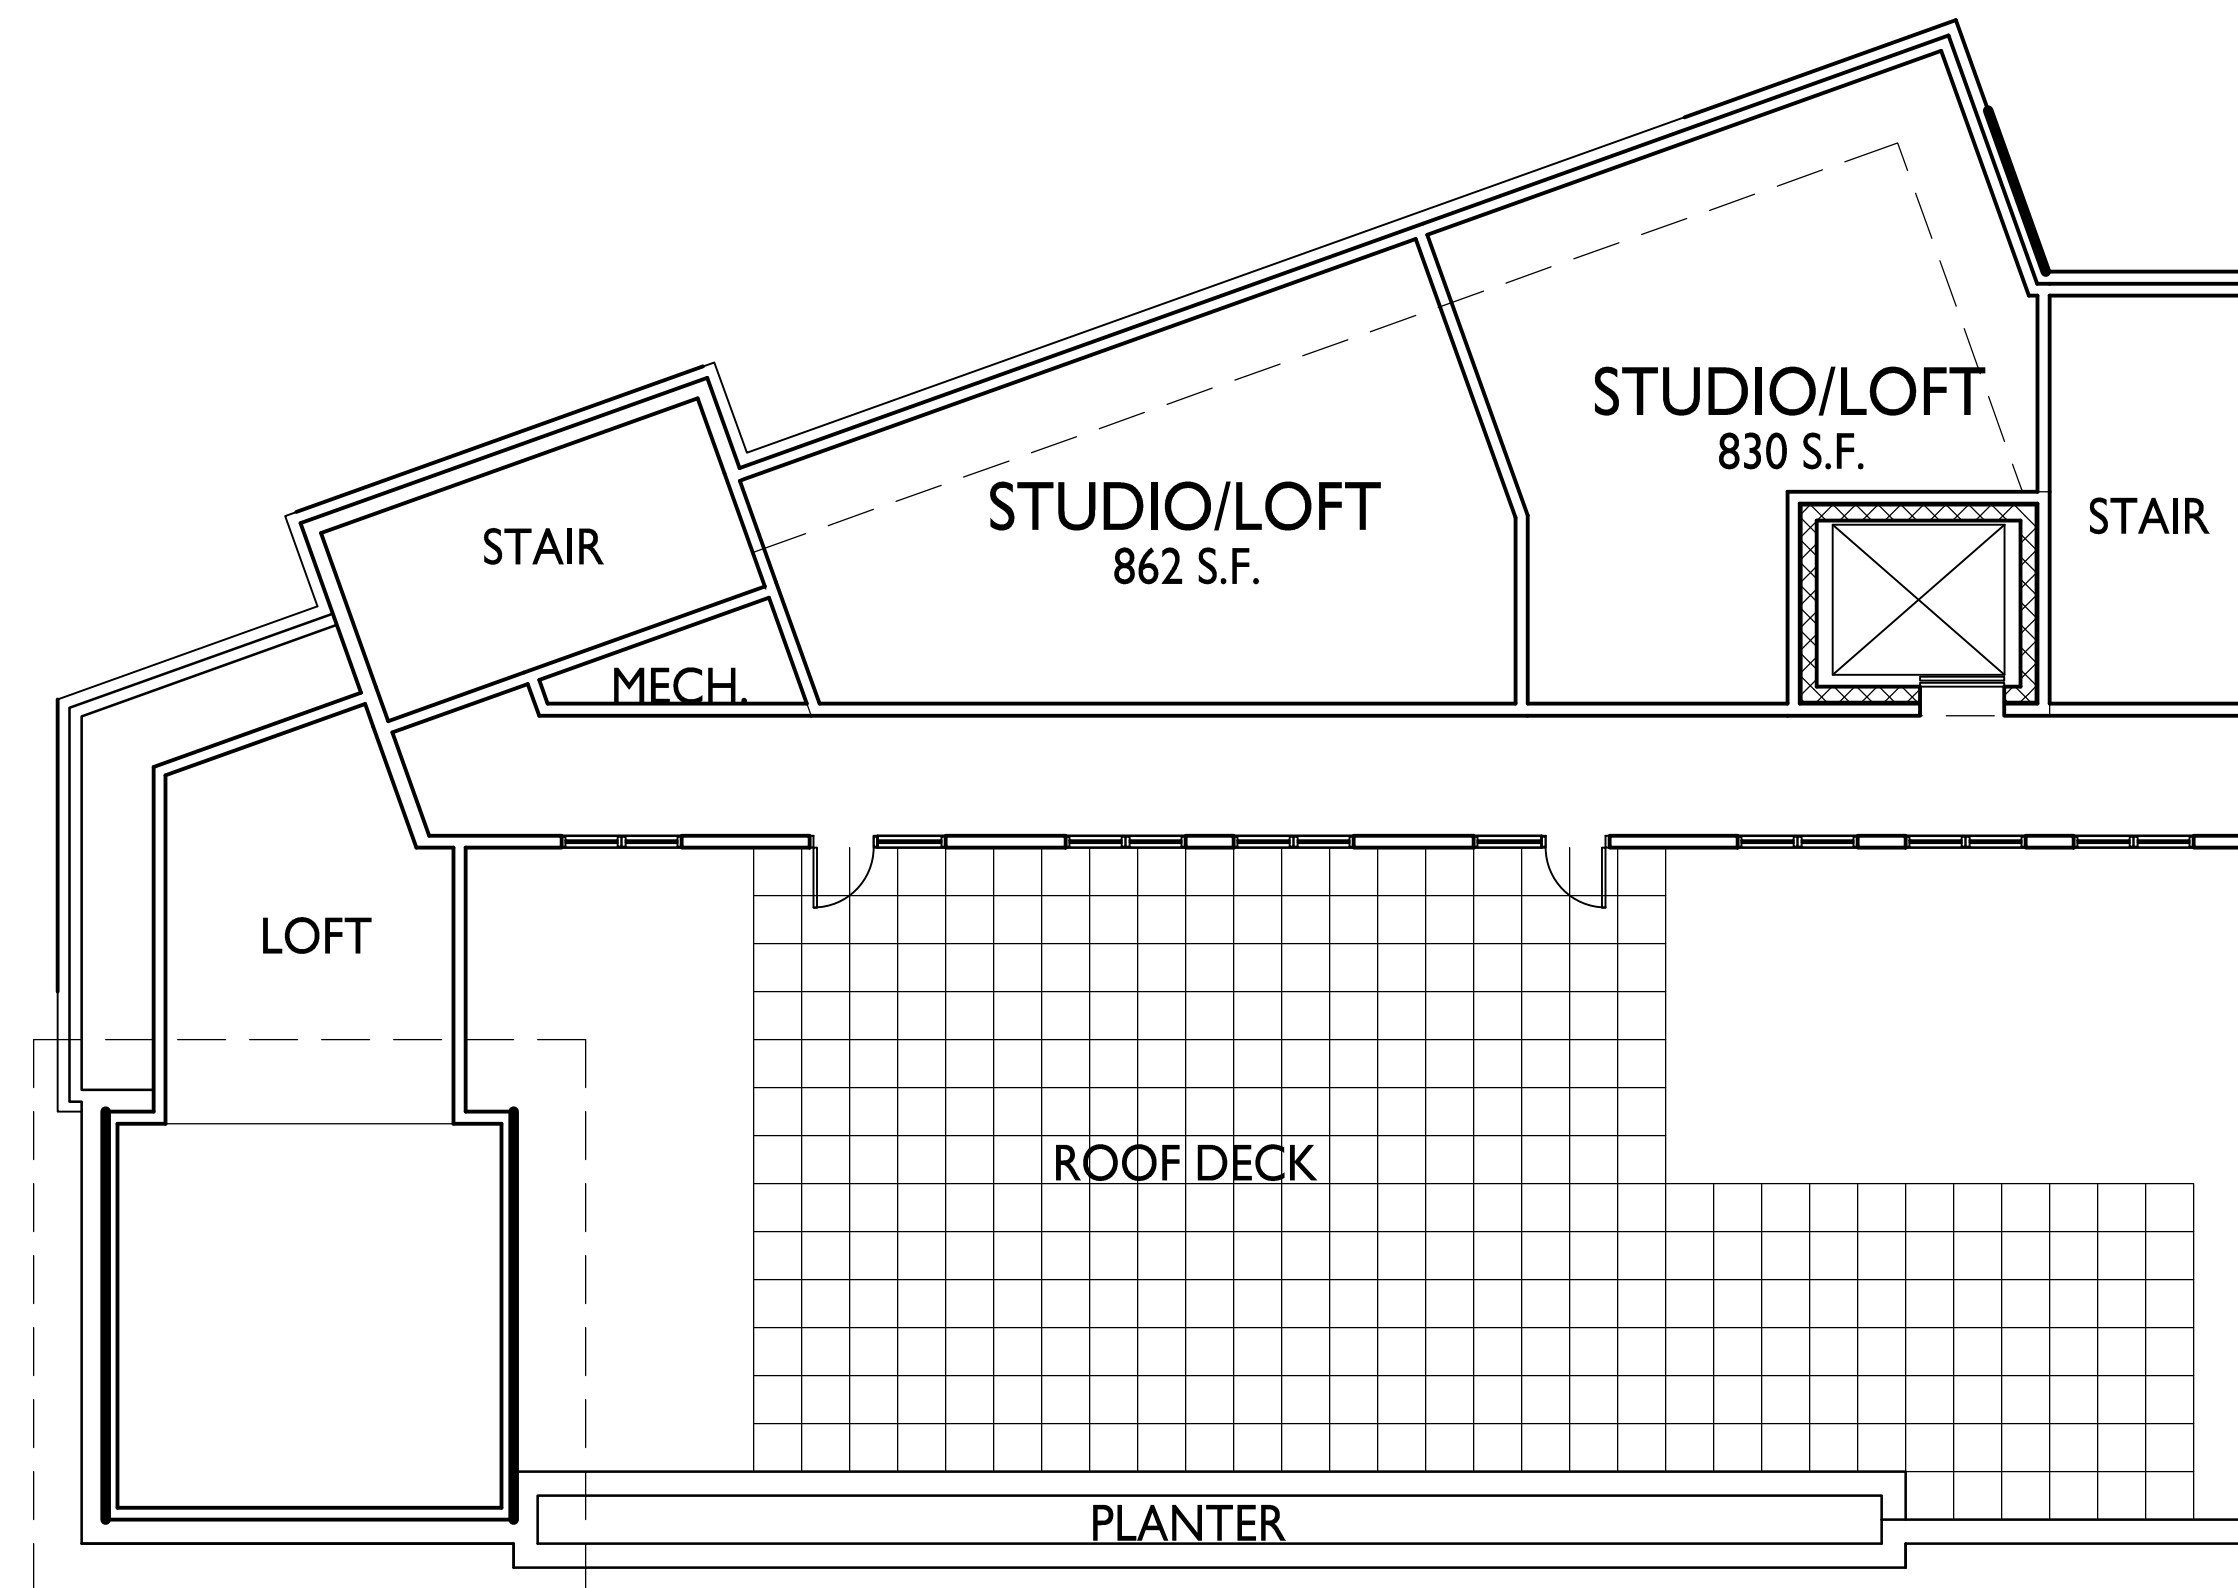 STUDIO/LOFT
830 S.F.
STUDIO/LOFT
862 S.F.
STAIR
STAIR
MECH.
LOFT
ROOF DECK
PLANTER